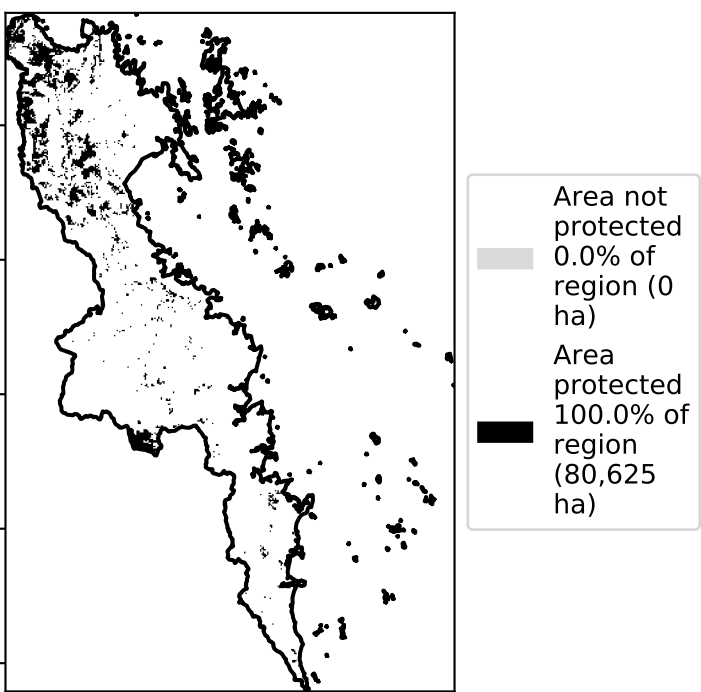 Area not
protected
0.0% of
region (0
ha)
Area
protected
100.0% of
region
(80,625
ha)